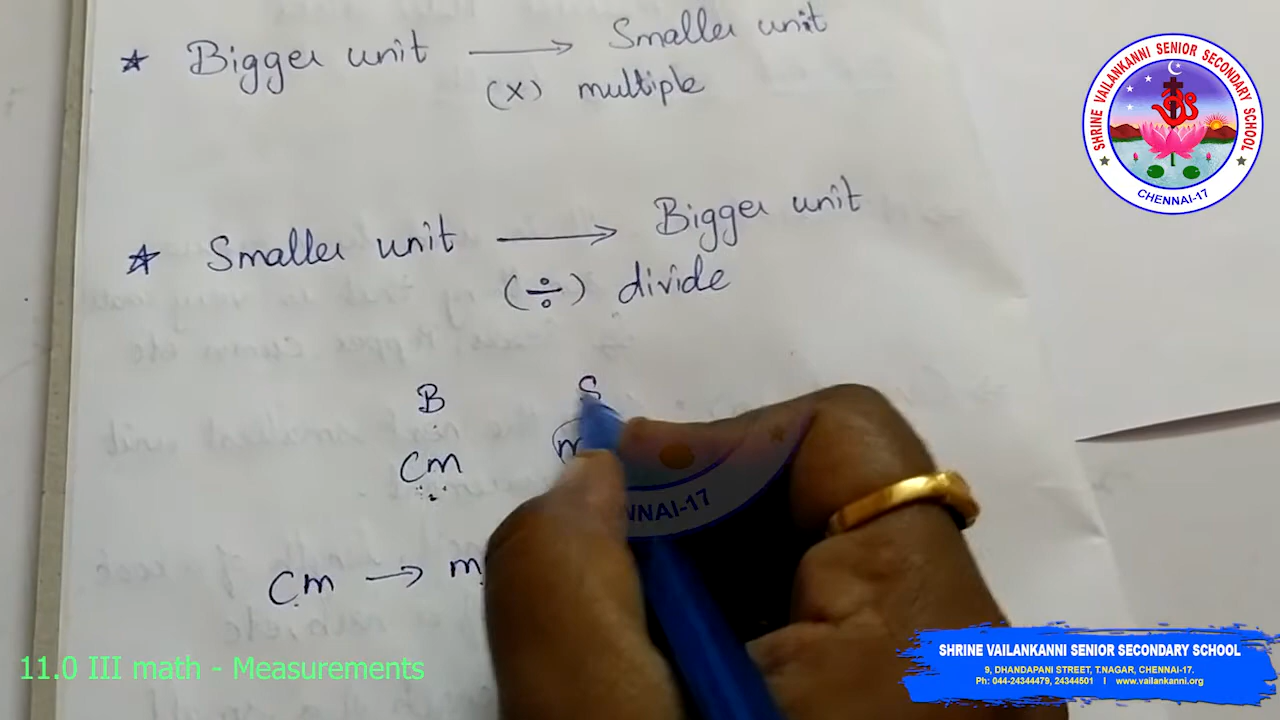 ★ Bigger unit → Smaller unit
(x) multiple
★ Smaller unit → Bigger unit
(÷) divide
B S
Cm
Cm → m
SHRINE VAILANKANNI SENIOR SECONDARY SCHOOL
CHENNAI-17
NNAI-17
11.0 III math - Measurements
SHRINE VAILANKANNI SENIOR SECONDARY SCHOOL
9, DHANDAPANI STREET, T.NAGAR, CHENNAI-17.
Ph: 044-24344479, 24344501 I www.vailankanni.org